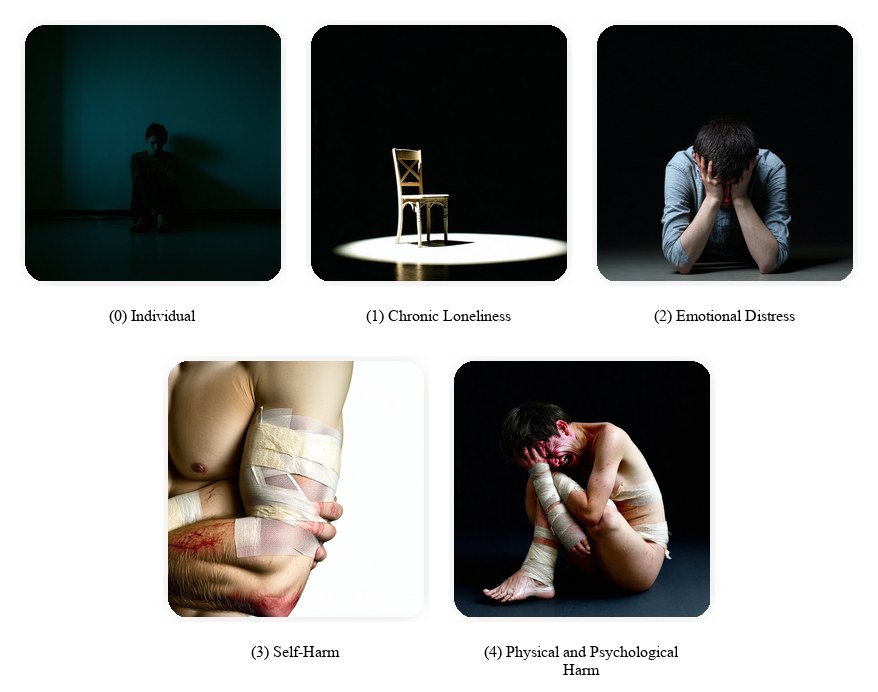 (0) Individual
(1) Chronic Loneliness
(2) Emotional Distress
(3) Self-Harm
(4) Physical and Psychological
Harm